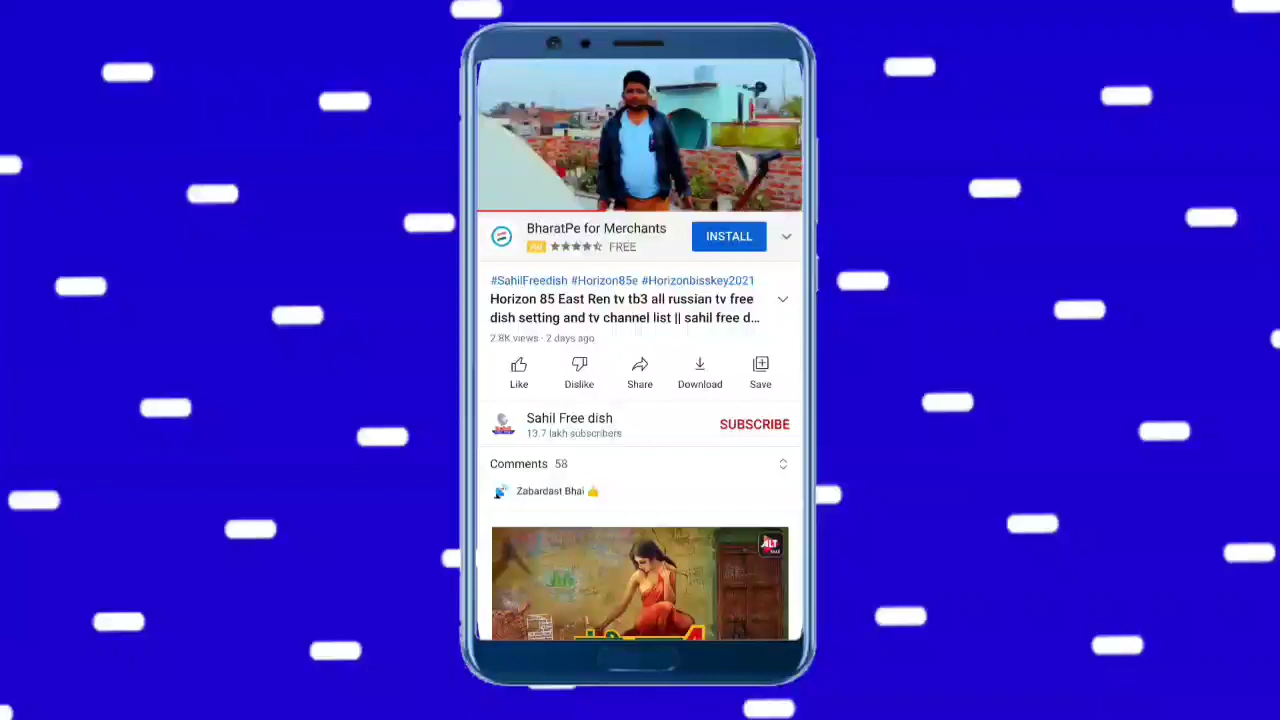 BharatPe for Merchants
INSTALL
Ad
FREE
#SahilFreedish #Horizon85e #Horizonbisskey2021
Horizon 85 East Ren tv tb3 all russian tv free
dish setting and tv channel list || sahil free d...
2.8K views · 2 days ago
Like
Dislike
Share
Download
Save
Sahil Free dish
13.7 lakh subscribers
SUBSCRIBE
Comments 58
Zabardast Bhai
ALT